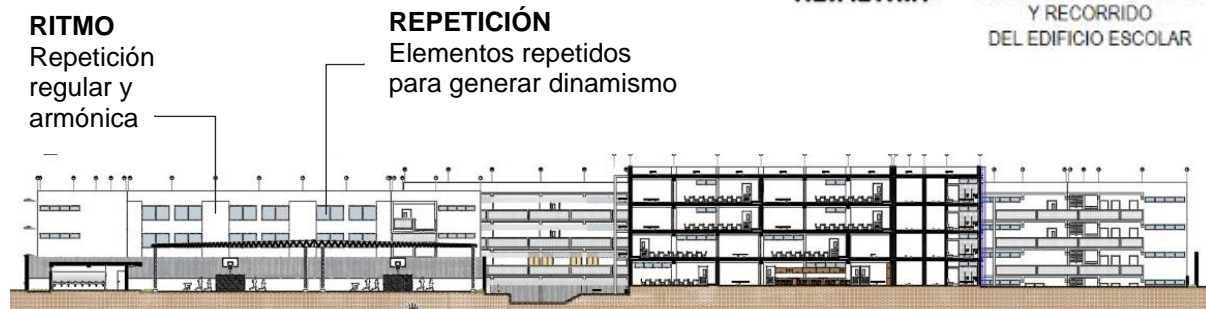 RITMO
Repetición
regular y
armónica
REPETICIÓN
Elementos repetidos
para generar dinamismo
Y RECORRIDO
DEL EDIFICIO ESCOLAR